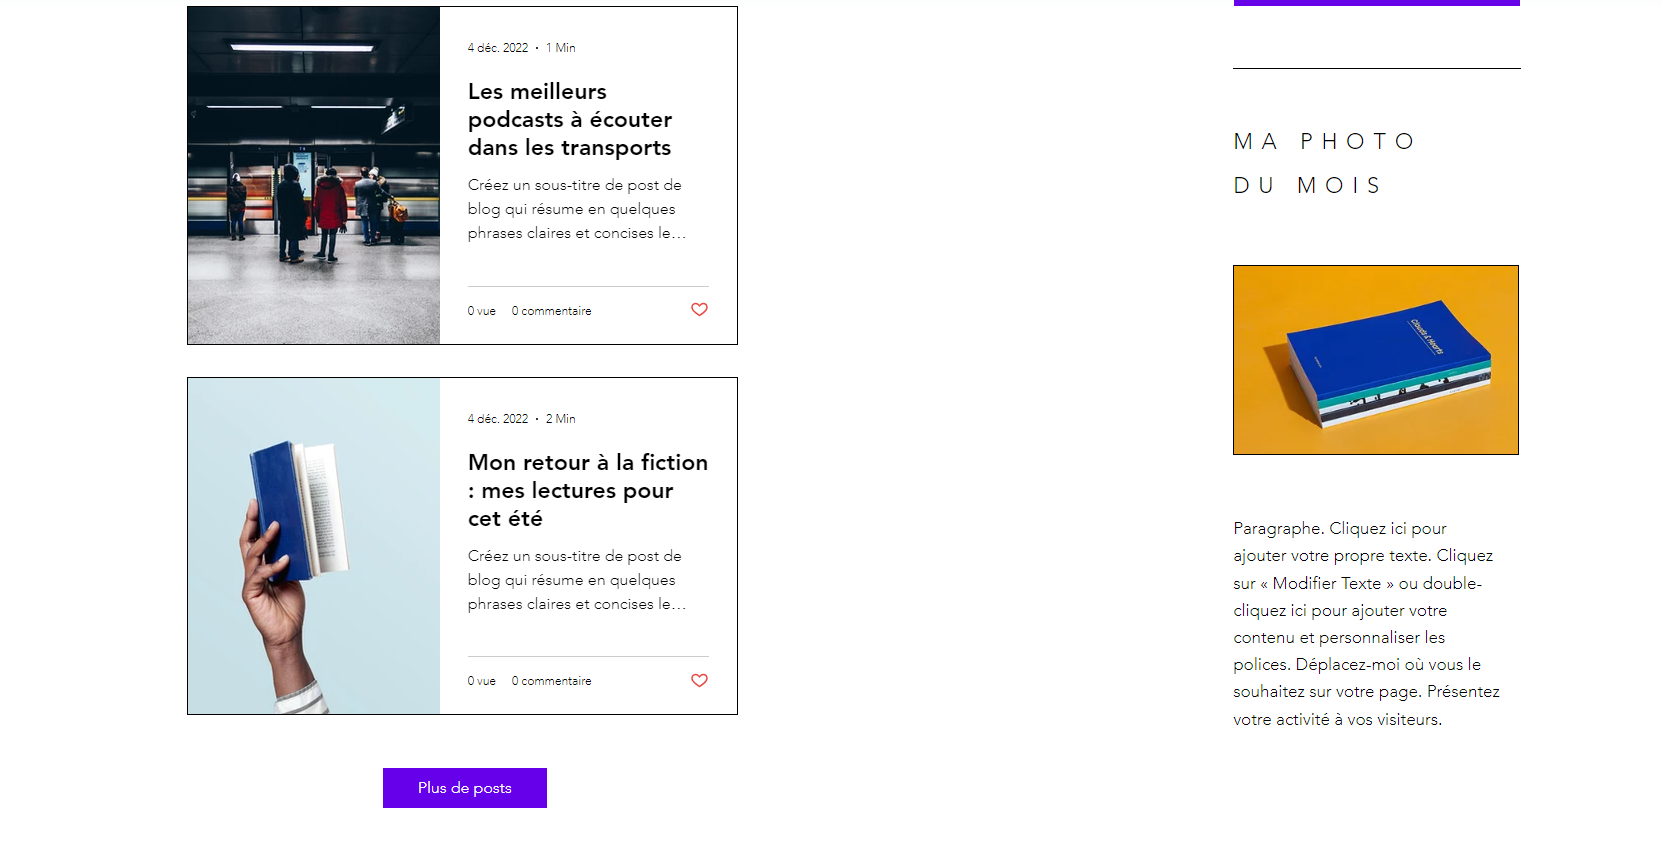 4 déc. 2022 · 1 Min
Les meilleurs
podcasts à écouter
dans les transports
Créez un sous-titre de post de
blog qui résume en quelques
phrases claires et concises le…
0 vue 0 commentaire
4 déc. 2022 · 2 Min
Mon retour à la fiction
: mes lectures pour
cet été
Créez un sous-titre de post de
blog qui résume en quelques
phrases claires et concises le…
0 vue 0 commentaire
Plus de posts
MA PHOTO
DU MOIS
Clouds & Hearts
Paragraphe. Cliquez ici pour
ajouter votre propre texte. Cliquez
sur « Modifier Texte » ou double-
cliquez ici pour ajouter votre
contenu et personnaliser les
polices. Déplacez-moi où vous le
souhaitez sur votre page. Présentez
votre activité à vos visiteurs.